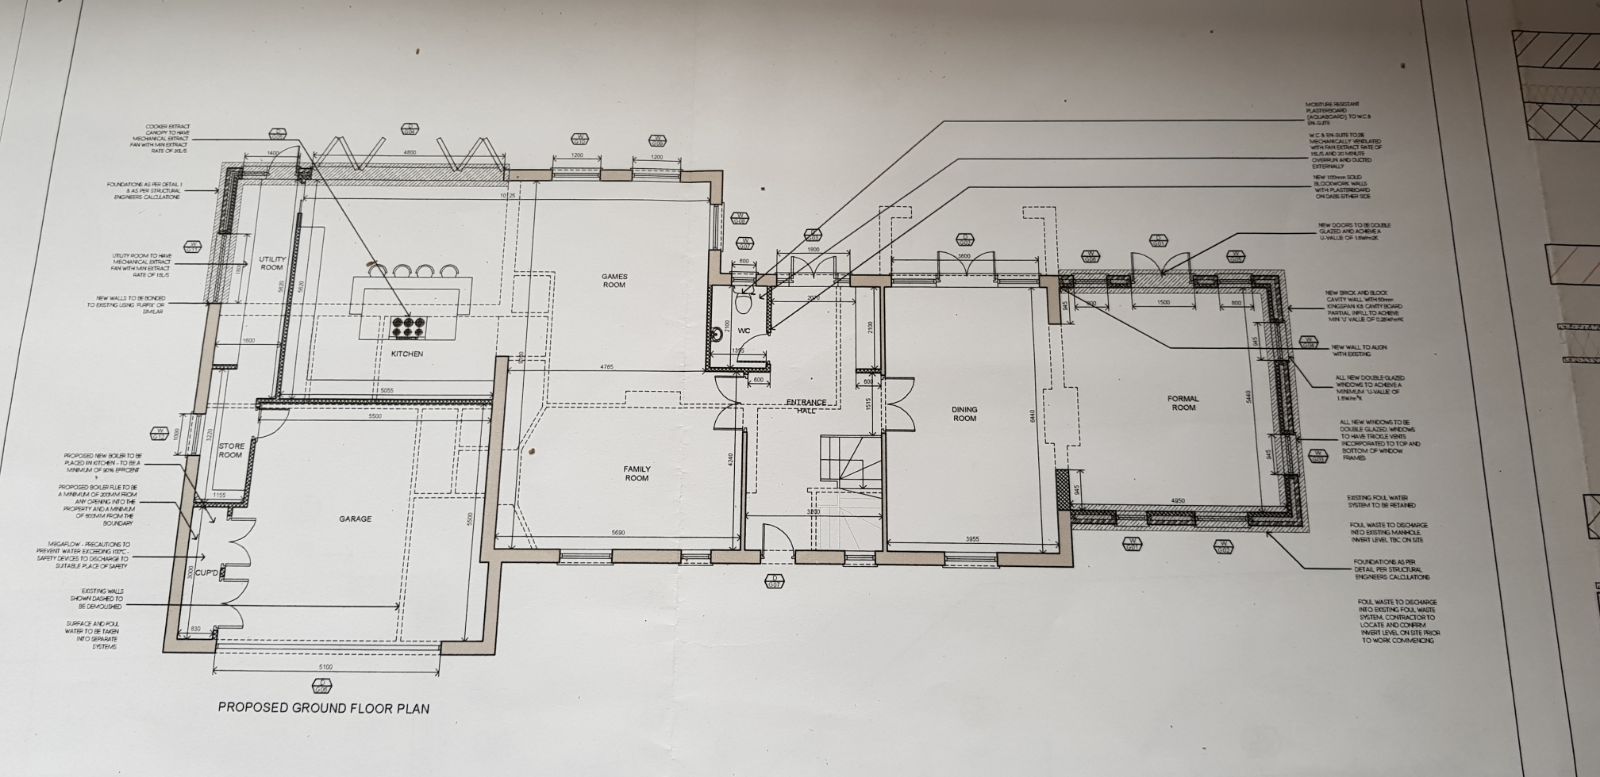 COOKER EXTRACT
CANOPY TO HAVE
MECHANICAL EXTRACT
FAN WITH MIN EXTRACT
RATE OF 30L/S
FOUNDATIONS AS PER DETAIL 1
& AS PER STRUCTURAL
ENGINEERS CALCULATIONS
UTILITY ROOM TO HAVE
MECHANICAL EXTRACT
FAN WITH MIN EXTRACT
RATE OF 15L/S
NEW WALLS TO BE BONDED
TO EXISTING USING 'FURFIX' OR
SIMILAR
PROPOSED NEW BOILER TO BE
PLACED IN KITCHEN - TO BE A
MINIMUM OF 90% EFFICIENT
PROPOSED BOILER FLUE TO BE
A MINIMUM OF 300MM FROM
ANY OPENING INTO THE
PROPERTY AND A MINIMUM
OF 600MM FROM THE
BOUNDARY
MEGAFLOW - PRECAUTIONS TO
PREVENT WATER EXCEEDING 100°C -
SAFETY DEVICES TO DISCHARGE TO
SUITABLE PLACE OF SAFETY
EXISTING WALLS
SHOWN DASHED TO
BE DEMOLISHED
SURFACE AND FOUL
WATER TO BE TAKEN
INTO SEPARATE
SYSTEMS
1400
4800
1200
1200
10725
UTILITY
ROOM
5620
5620
1600
KITCHEN
5055
5500
GAMES
ROOM
4765
STORE
ROOM
1155
GARAGE
5500
CUP'D
3000
830
5100
FAMILY
ROOM
5690
4340
600
WC
2100
600
1800
2100
ENTRANCE
HALL
1515
3600
DINING
ROOM
6440
3955
945
945
800
1500
800
FORMAL
ROOM
945
5440
945
4950
MOISTURE RESISTANT
PLASTERBOARD
(AQUABOARD) TO W.C &
EN-SUITE
W.C & EN-SUITE TO BE
MECHANICALLY VENTILATED
WITH FAN EXTRACT RATE OF
15L/S AND 20 MINUTE
OVERRUN AND DUCTED
EXTERNALLY
NEW 100mm SOLID
BLOCKWORK WALLS
WITH PLASTERBOARD
ON DABS EITHER SIDE
NEW DOORS TO BE DOUBLE
GLAZED AND ACHIEVE A
U-VALUE OF 1.8W/m2K
NEW BRICK AND BLOCK
CAVITY WALL WITH 50mm
KINGSPAN K8 CAVITY BOARD
PARTIAL INFILL TO ACHIEVE
MIN 'U' VALUE OF 0.28W/m²K
NEW WALL TO ALIGN
WITH EXISTING
ALL NEW DOUBLE GLAZED
WINDOWS TO ACHIEVE A
MINIMUM 'U'-VALUE OF
1.6W/m²K
ALL NEW WINDOWS TO BE
DOUBLE GLAZED. WINDOWS
TO HAVE TRICKLE VENTS
INCORPORATED TO TOP AND
BOTTOM OF WINDOW
FRAMES
EXISTING FOUL WATER
SYSTEM TO BE RETAINED
FOUL WASTE TO DISCHARGE
INTO EXISTING MANHOLE.
INVERT LEVEL TBC ON SITE
FOUNDATIONS AS PER
DETAIL PER STRUCTURAL
ENGINEERS CALCULATIONS
FOUL WASTE TO DISCHARGE
INTO EXISTING FOUL WASTE
SYSTEM. CONTRACTOR TO
LOCATE AND CONFIRM
INVERT LEVEL ON SITE PRIOR
TO WORK COMMENCING
PROPOSED GROUND FLOOR PLAN